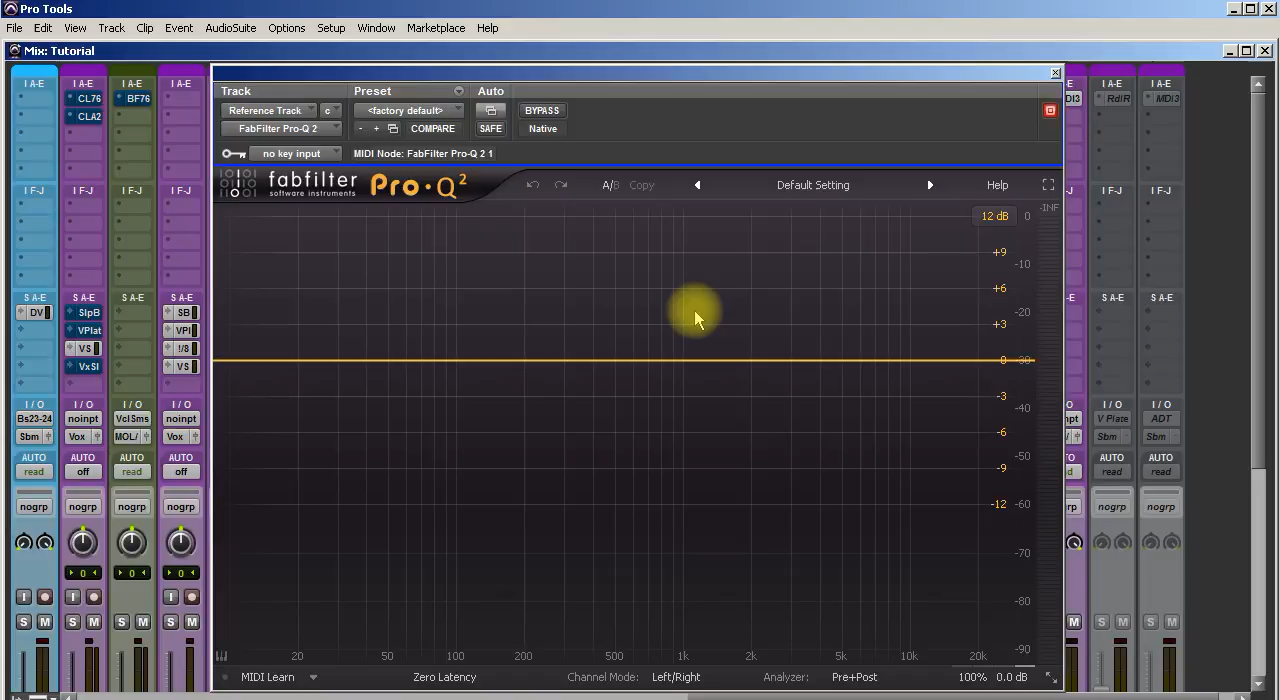 Pro Tools
File Edit View Track Clip Event AudioSuite Options Setup Window Marketplace Help
Mix: Tutorial
I A-E I A-E I A-E I A-E
CL76 BF76 DI3 RdIR MDI3
CLA2
I F-J I F-J I F-J I F-J I F-J I F-J
S A-E S A-E S A-E S A-E S A-E S A-E
DV SlpB SB
VPlat VPl
VS !/8
VxSl VS
I / O I / O I / O I / O I / O I / O
Bs23-24 noinpt VclSms noinpt V Plate ADT
Sbm Vox MOL/ Vox Sbm Sbm
AUTO AUTO AUTO AUTO AUTO AUTO
read off read off read read
nogrp nogrp nogrp nogrp nogrp nogrp
0 0 0
I I I
S M S M S M S M M S M S M
Track Preset Auto
Reference Track c <factory default> BYPASS
FabFilter Pro-Q 2 - + COMPARE SAFE Native
no key input MIDI Node: FabFilter Pro-Q 2 1
fabfilter Pro·Q²
software instruments
A/B Copy Default Setting Help
-INF
12 dB 0
+9
-10
+6
-20
+3
0 -30
-3
-40
-6
-50
-9
-12 -60
-70
-80
-90
20 50 100 200 500 1k 2k 5k 10k 20k
MIDI Learn Zero Latency Channel Mode: Left/Right Analyzer: Pre+Post 100% 0.0 dB